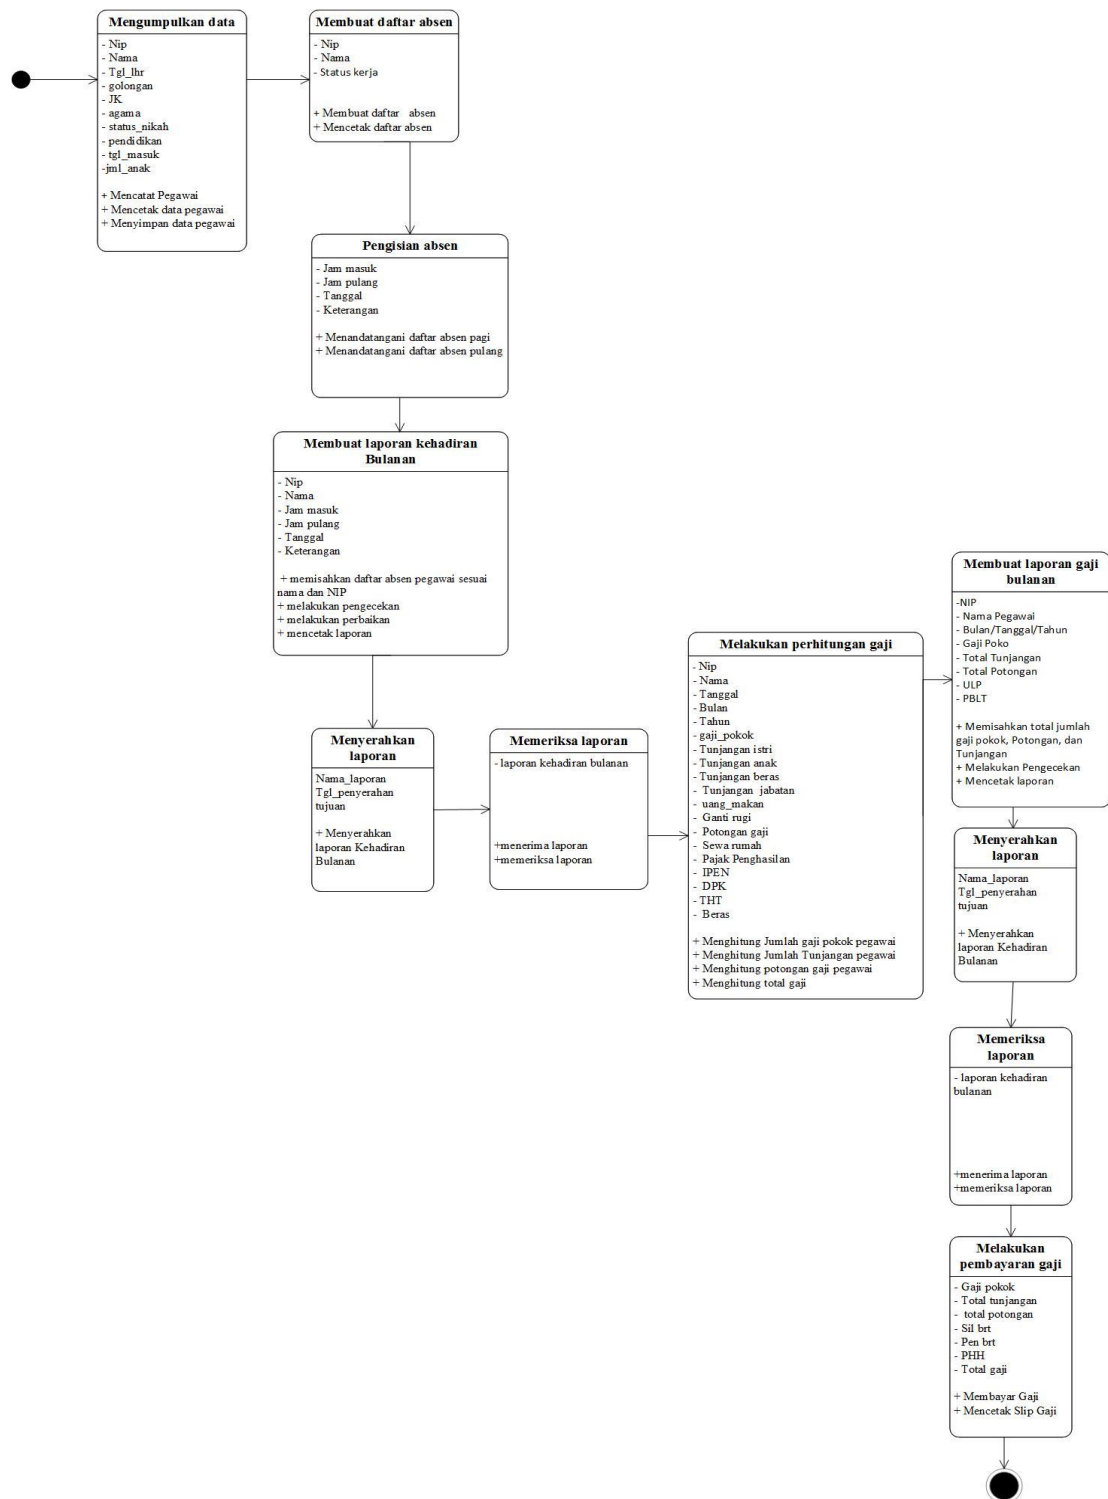 Mengumpulkan data
- Nip
- Nama
- Tgl_lhr
- golongan
- JK
- agama
- status_nikah
- pendidikan
- tgl_masuk
-jml_anak
+ Mencatat Pegawai
+ Mencetak data pegawai
+ Menyimpan data pegawai
Membuat daftar absen
- Nip
- Nama
- Status kerja
+ Membuat daftar absen
+ Mencetak daftar absen
Pengisian absen
- Jam masuk
- Jam pulang
- Tanggal
- Keterangan
+ Menandatangani daftar absen pagi
+ Menandatangani daftar absen pulang
Membuat laporan kehadiran
Bulanan
- Nip
- Nama
- Jam masuk
- Jam pulang
- Tanggal
- Keterangan
+ memisahkan daftar absen pegawai sesuai
nama dan NIP
+ melakukan pengecekan
+ melakukan perbaikan
+ mencetak laporan
Menyerahkan
laporan
Nama_laporan
Tgl_penyerahan
tujuan
+ Menyerahkan
laporan Kehadiran
Bulanan
Memeriksa laporan
- laporan kehadiran bulanan
+menerima laporan
+memeriksa laporan
Melakukan perhitungan gaji
- Nip
- Nama
- Tanggal
- Bulan
- Tahun
- gaji_pokok
- Tunjangan istri
- Tunjangan anak
- Tunjangan beras
- Tunjangan jabatan
- uang_makan
- Ganti rugi
- Potongan gaji
- Sewa rumah
- Pajak Penghasilan
- IPEN
- DPK
- THT
- Beras
+ Menghitung Jumlah gaji pokok pegawai
+ Menghitung Jumlah Tunjangan pegawai
+ Menghitung potongan gaji pegawai
+ Menghitung total gaji
Membuat laporan gaji
bulanan
-NIP
- Nama Pegawai
- Bulan/Tanggal/Tahun
- Gaji Poko
- Total Tunjangan
- Total Potongan
- ULP
- PBLT
+ Memisahkan total jumlah
gaji pokok, Potongan, dan
Tunjangan
+ Melakukan Pengecekan
+ Mencetak laporan
Menyerahkan
laporan
Nama_laporan
Tgl_penyerahan
tujuan
+ Menyerahkan
laporan Kehadiran
Bulanan
Memeriksa
laporan
- laporan kehadiran
bulanan
+menerima laporan
+memeriksa laporan
Melakukan
pembayaran gaji
- Gaji pokok
- Total tunjangan
- total potongan
- Sil brt
- Pen brt
- PHH
- Total gaji
+ Membayar Gaji
+ Mencetak Slip Gaji